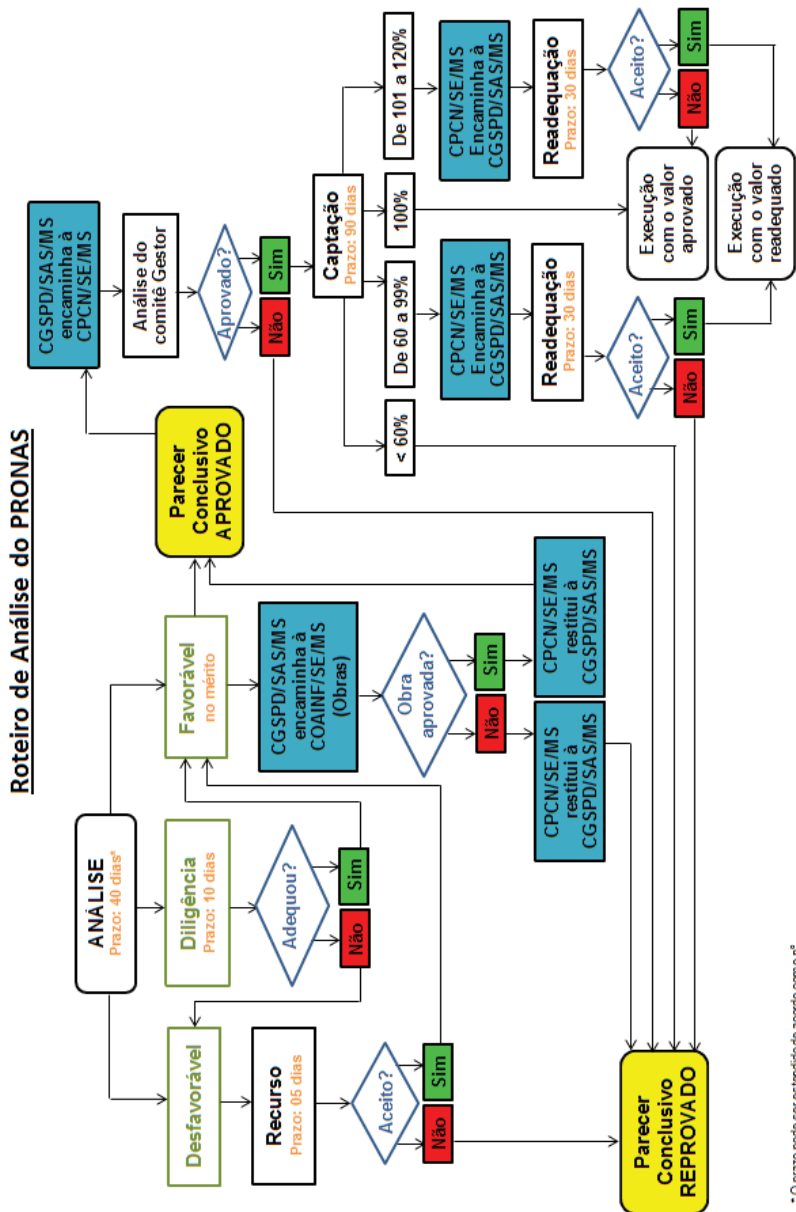 Roteiro de Análise do PRONAS
ANÁLISE
Prazo: 40 dias*
Desfavorável
Diligência
Prazo: 10 dias
Favorável
no mérito
Recurso
Prazo: 05 dias
Adequou?
Não
Sim
Aceito?
Não
Sim
CGSPD/SAS/MS
encaminha à
COAINF/SE/MS
(Obras)
Obra
aprovada?
Não
Sim
CPCN/SE/MS
restitui à
CGSPD/SAS/MS
CPCN/SE/MS
restitui à
CGSPD/SAS/MS
Parecer
Conclusivo
REPROVADO
Parecer
Conclusivo
APROVADO
CGSPD/SAS/MS
encaminha à
CPCN/SE/MS
Análise do
comitê Gestor
Aprovado?
Não
Sim
Captação
Prazo: 90 dias
< 60%
De 60 a 99%
100%
De 101 a 120%
CPCN/SE/MS
Encaminha à
CGSPD/SAS/MS
CPCN/SE/MS
Encaminha à
CGSPD/SAS/MS
Readequação
Prazo: 30 dias
Readequação
Prazo: 30 dias
Aceito?
Não
Sim
Aceito?
Não
Sim
Execução
com o valor
aprovado
Execução
com o valor
readequado
* O prazo pode ser